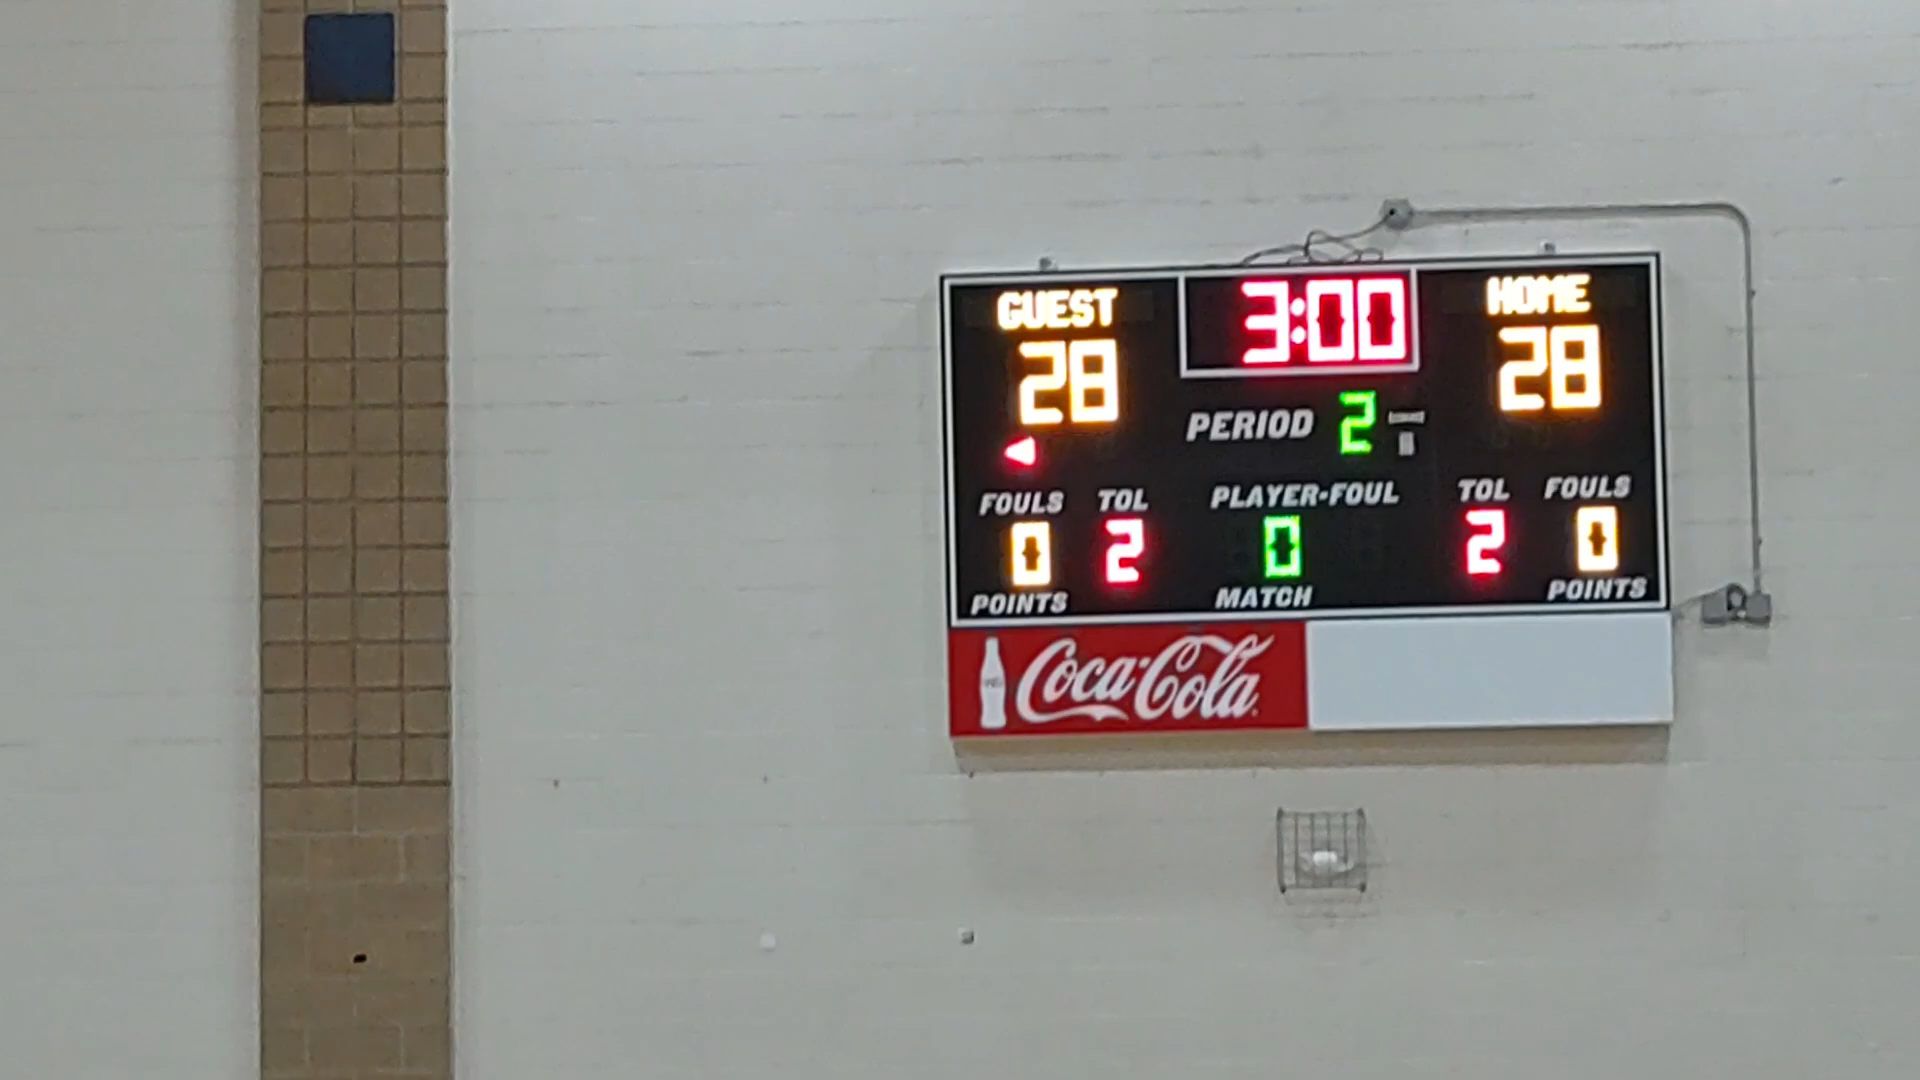 GUEST 3:00 HOME
28 28
PERIOD 2
FOULS TOL PLAYER-FOUL TOL FOULS
0 2 0 2 0
POINTS MATCH POINTS
Coca-Cola